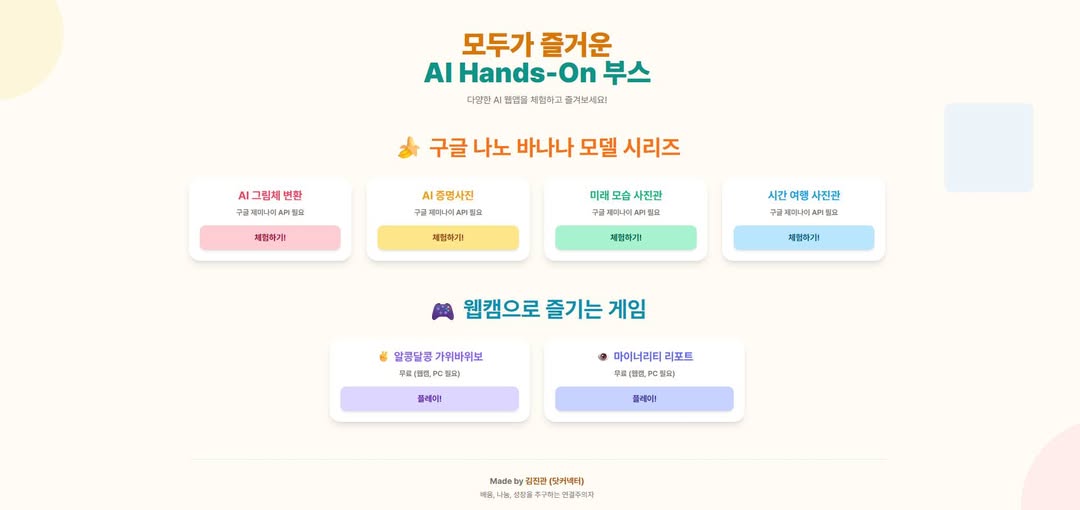 모두가 즐거운
AI Hands-On 부스
다양한 AI 웹앱을 체험하고 즐겨보세요!
구글 나노 바나나 모델 시리즈
AI 그림체 변환
구글 제미나이 API 필요
체험하기!
AI 증명사진
구글 제미나이 API 필요
체험하기!
미래 모습 사진관
구글 제미나이 API 필요
체험하기!
시간 여행 사진관
구글 제미나이 API 필요
체험하기!
웹캠으로 즐기는 게임
알콩달콩 가위바위보
무료 (웹캠, PC 필요)
플레이!
마이너리티 리포트
무료 (웹캠, PC 필요)
플레이!
Made by 김진관 (닷커넥터)
배움, 나눔, 성장을 추구하는 연결주의자